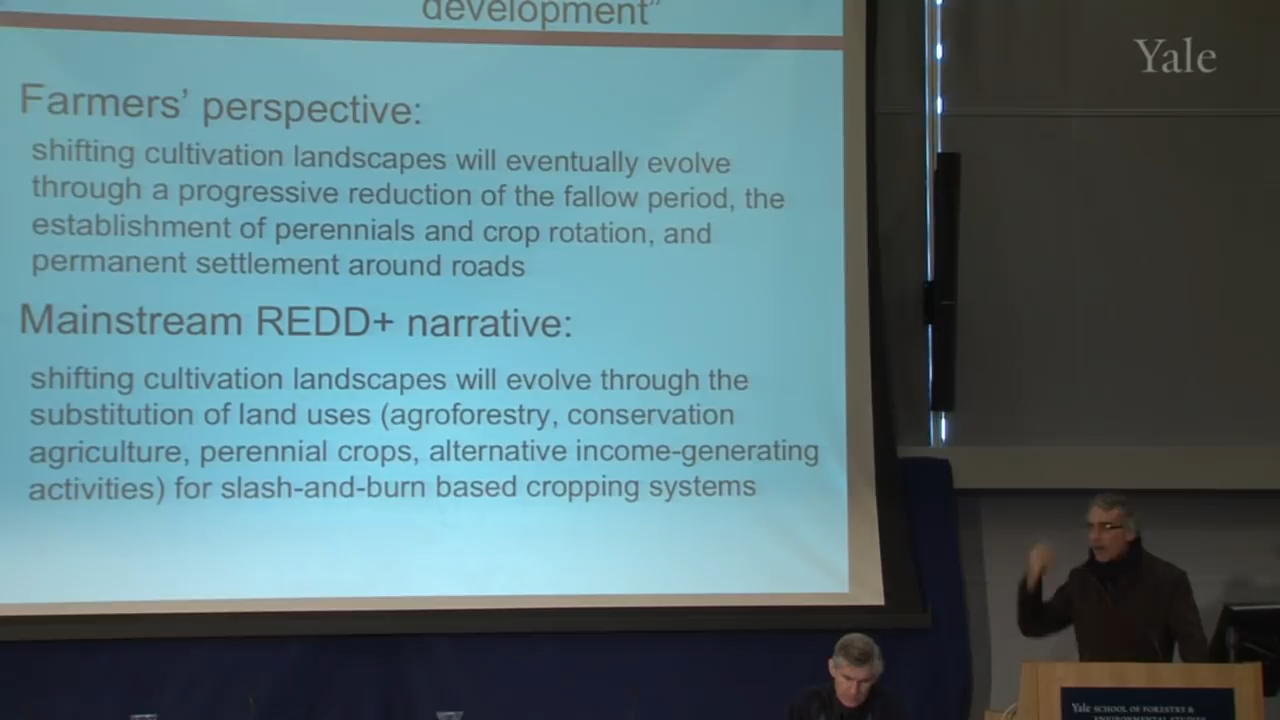 development"
Yale
Farmers' perspective:
shifting cultivation landscapes will eventually evolve
through a progressive reduction of the fallow period, the
establishment of perennials and crop rotation, and
permanent settlement around roads
Mainstream REDD+ narrative:
shifting cultivation landscapes will evolve through the
substitution of land uses (agroforestry, conservation
agriculture, perennial crops, alternative income-generating
activities) for slash-and-burn based cropping systems
Yale SCHOOL OF FORESTRY &
ENVIRONMENTAL STUDIES